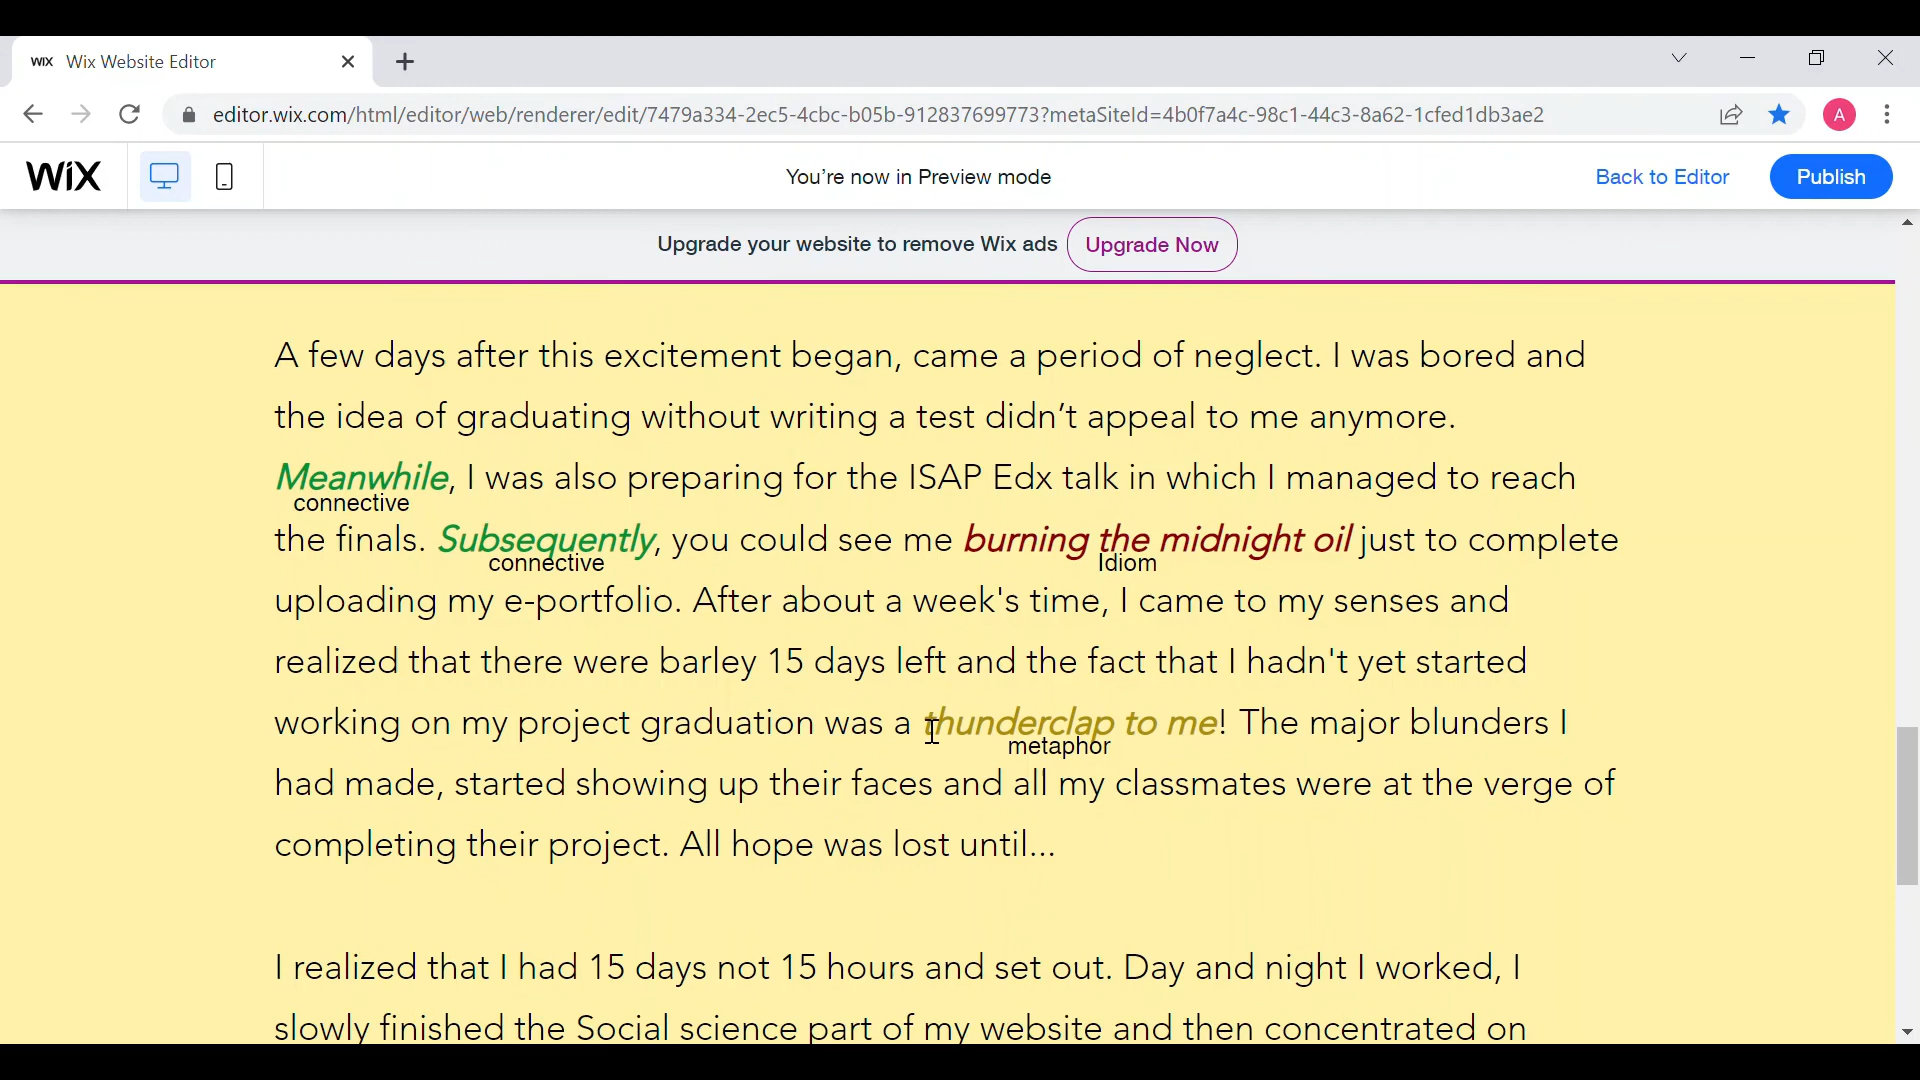 WiX Wix Website Editor
editor.wix.com/html/editor/web/renderer/edit/7479a334-2ec5-4cbc-b05b-912837699773?metaSiteId=4b0f7a4c-98c1-44c3-8a62-1cfed1db3ae2 A
WiX You're now in Preview mode Back to Editor Publish
Upgrade your website to remove Wix ads Upgrade Now
A few days after this excitement began, came a period of neglect. I was bored and
the idea of graduating without writing a test didn't appeal to me anymore.
Meanwhile, I was also preparing for the ISAP Edx talk in which I managed to reach
connective
the finals. Subsequently, you could see me burning the midnight oil just to complete
connective Idiom
uploading my e-portfolio. After about a week's time, I came to my senses and
realized that there were barley 15 days left and the fact that I hadn't yet started
working on my project graduation was a thunderclap to me! The major blunders I
metaphor
had made, started showing up their faces and all my classmates were at the verge of
completing their project. All hope was lost until...
I realized that I had 15 days not 15 hours and set out. Day and night I worked, I
slowly finished the Social science part of my website and then concentrated on